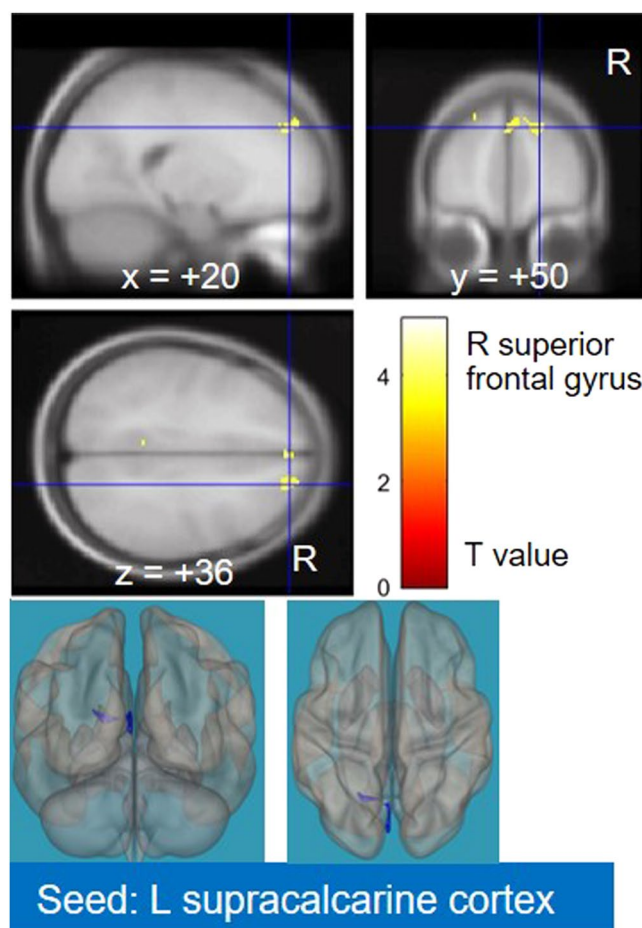 R
x = +20
y = +50
R superior
frontal gyrus
4
2
0
T value
R
z = +36
Seed: L supracalcarine cortex